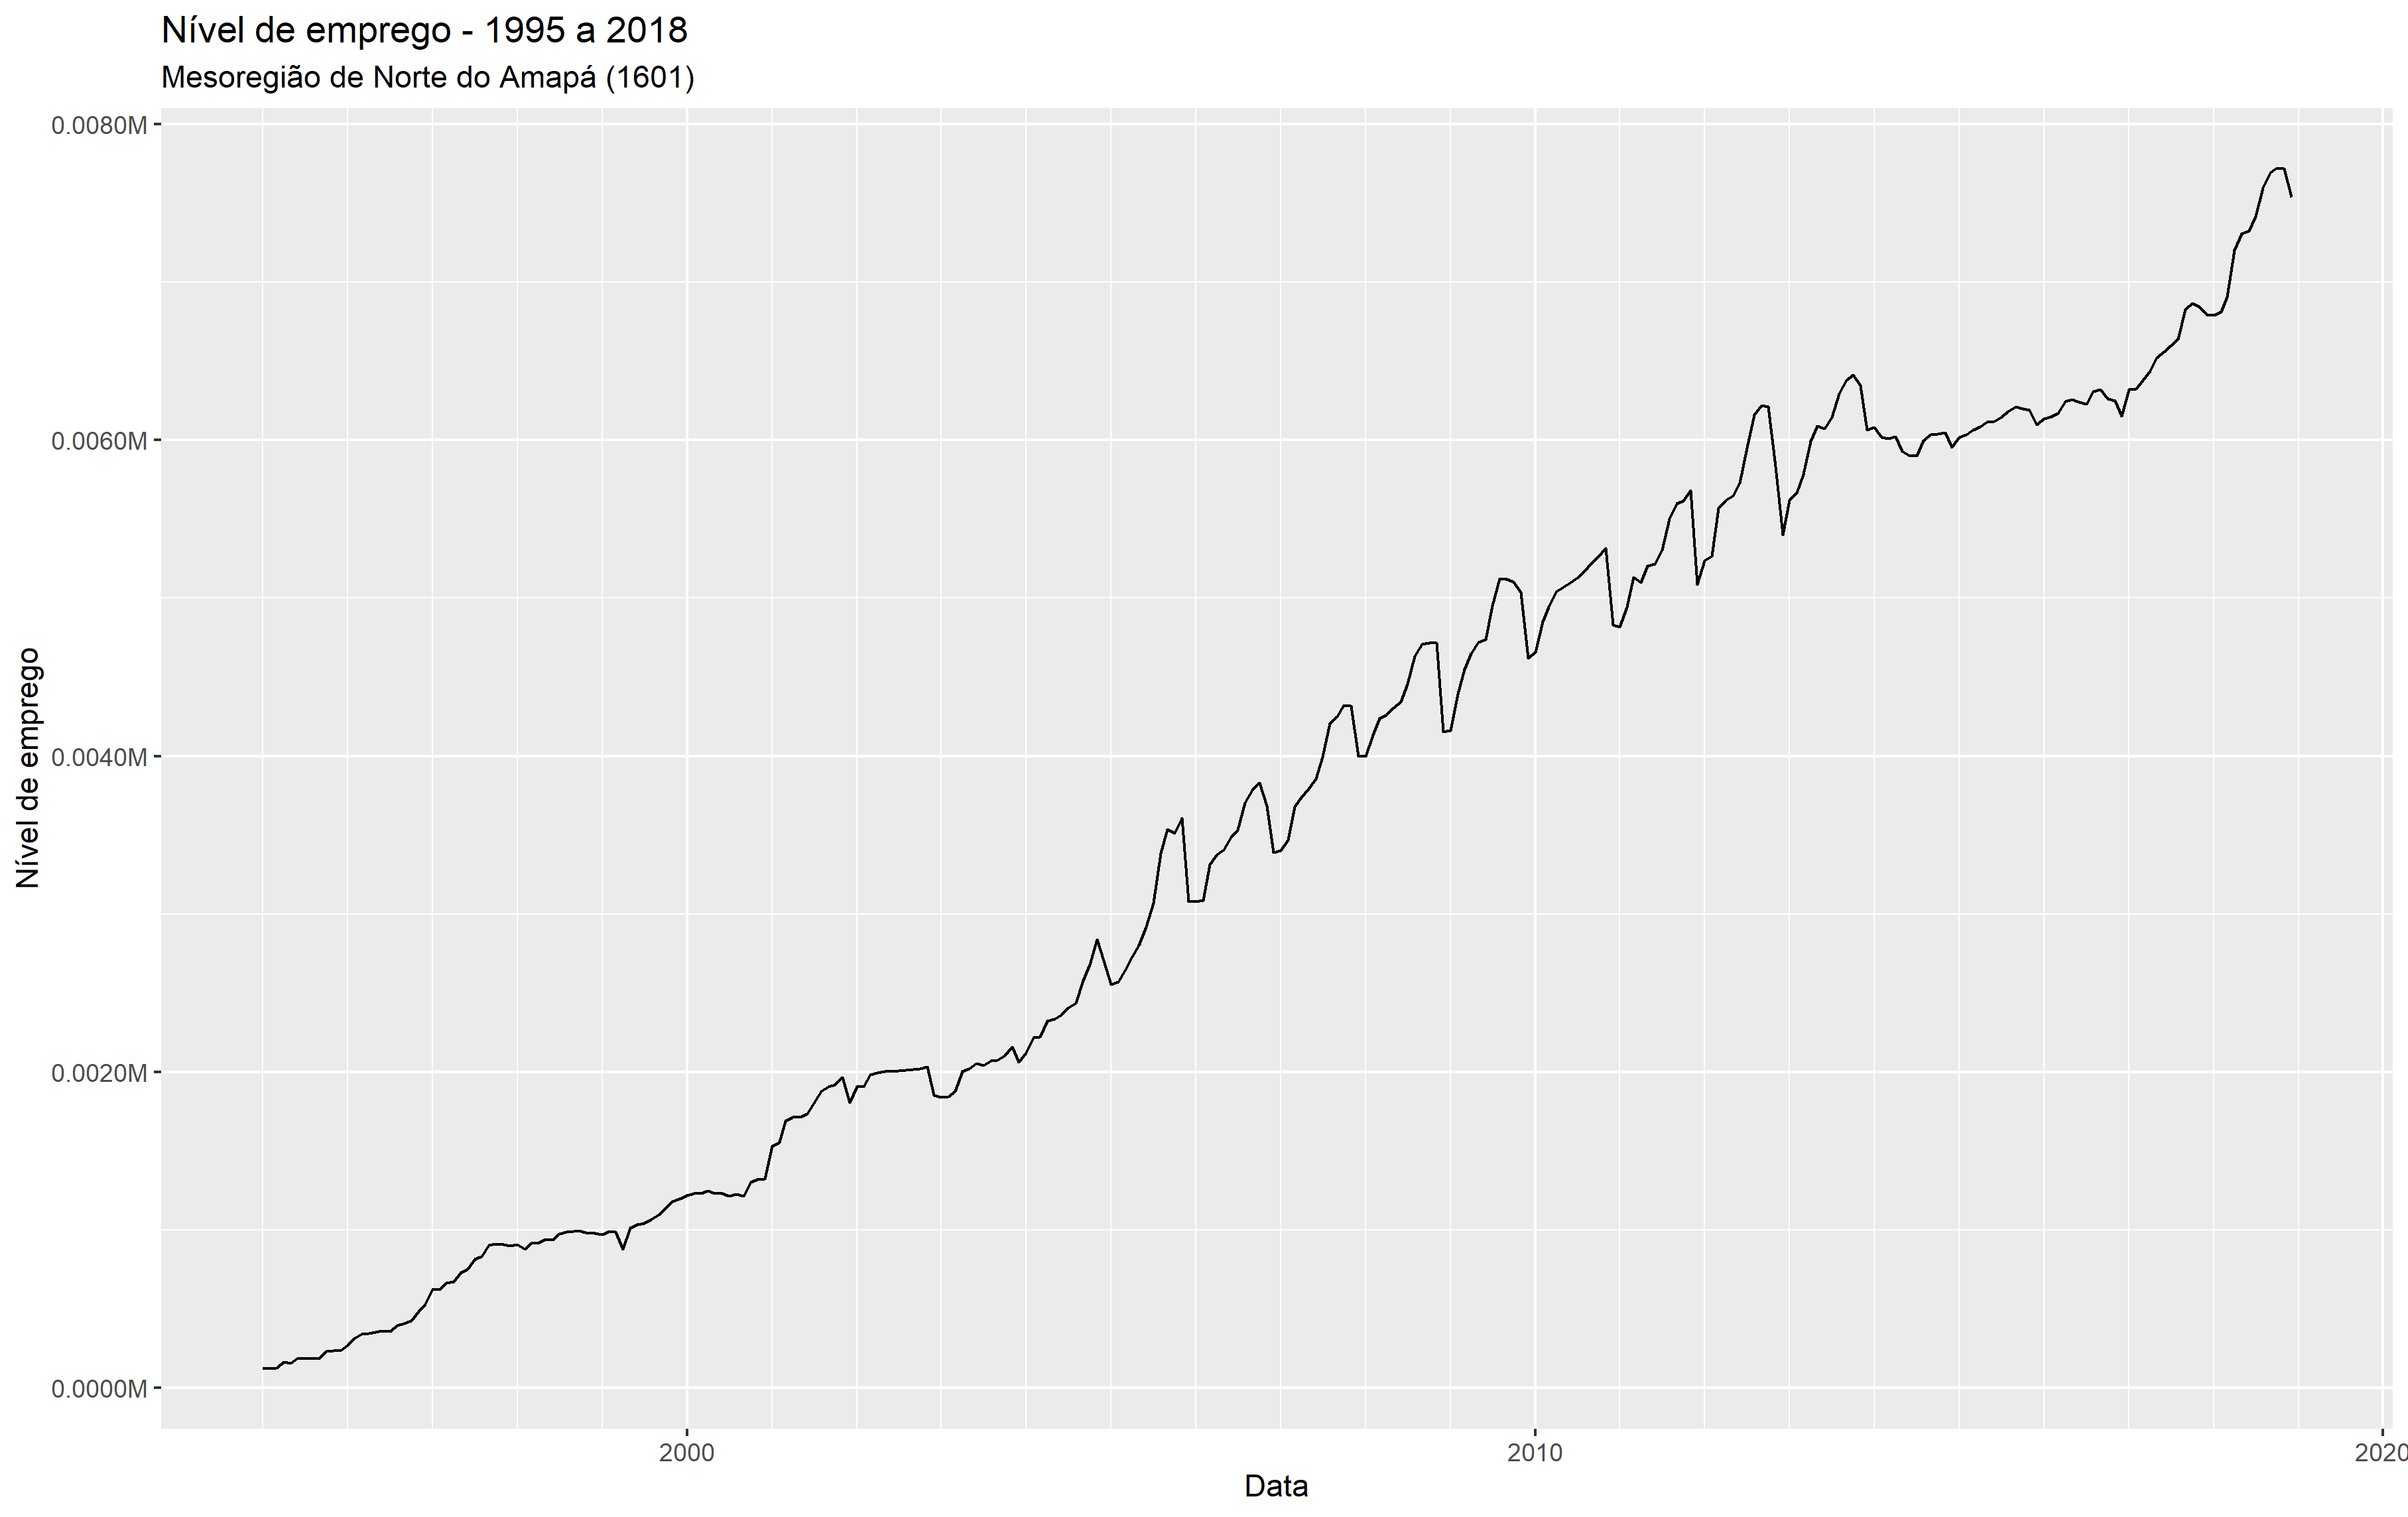 Nível de emprego - 1995 a 2018
Mesoregião de Norte do Amapá (1601)
0.0080M
0.0060M
0.0040M
0.0020M
0.0000M
Nível de emprego
2000
2010
2020
Data